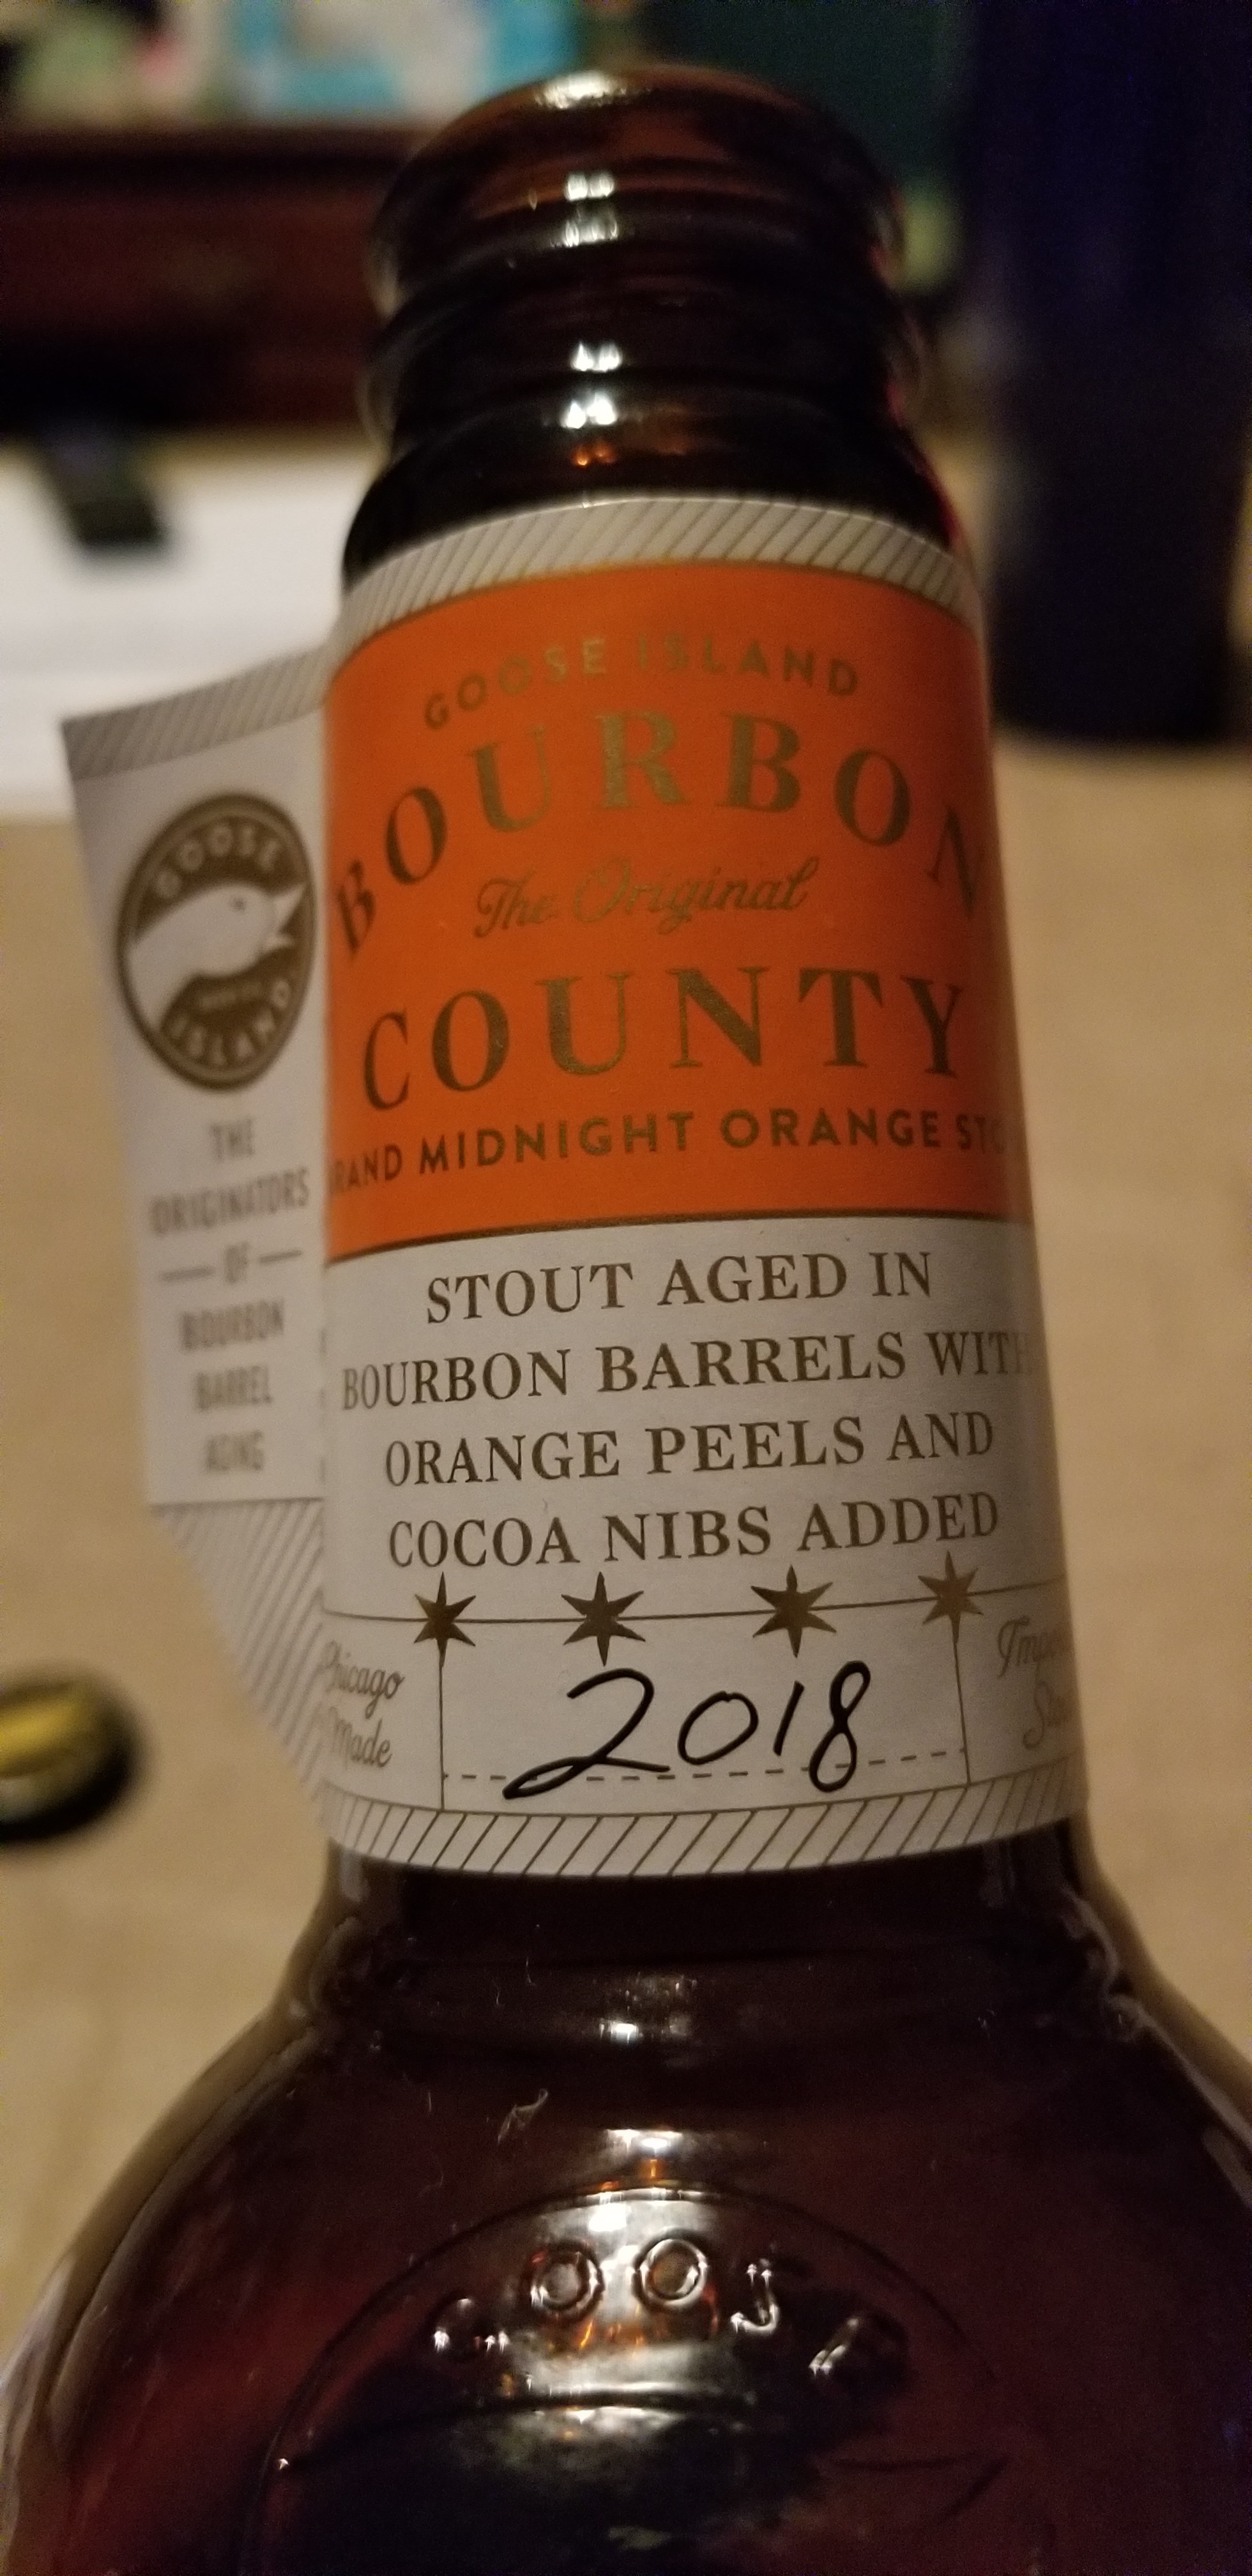 GOOSE ISLAND
BOURBON
The Original
COUNTY
MIDNIGHT ORANGE
STOUT AGED IN
BOURBON BARRELS WITH
ORANGE PEELS AND
COCOA NIBS ADDED
Chicago
Made
2018
GOOSE
ISLAND
THE
ORIGINATORS
OF
BOURBON
BARREL
AGING
GOOSE